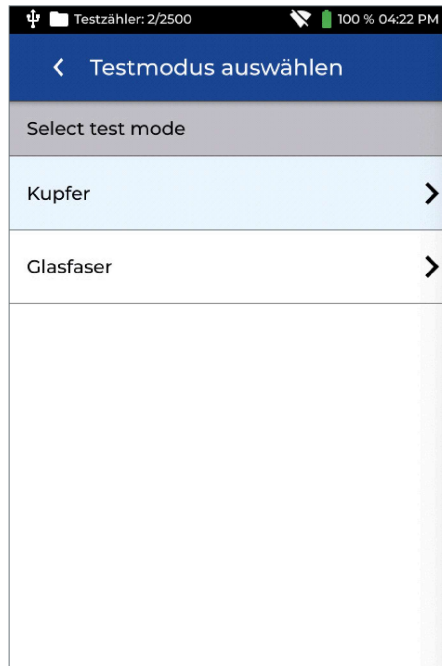 Testzähler: 2/2500 100 % 04:22 PM
Testmodus auswählen
Select test mode
Kupfer
Glasfaser